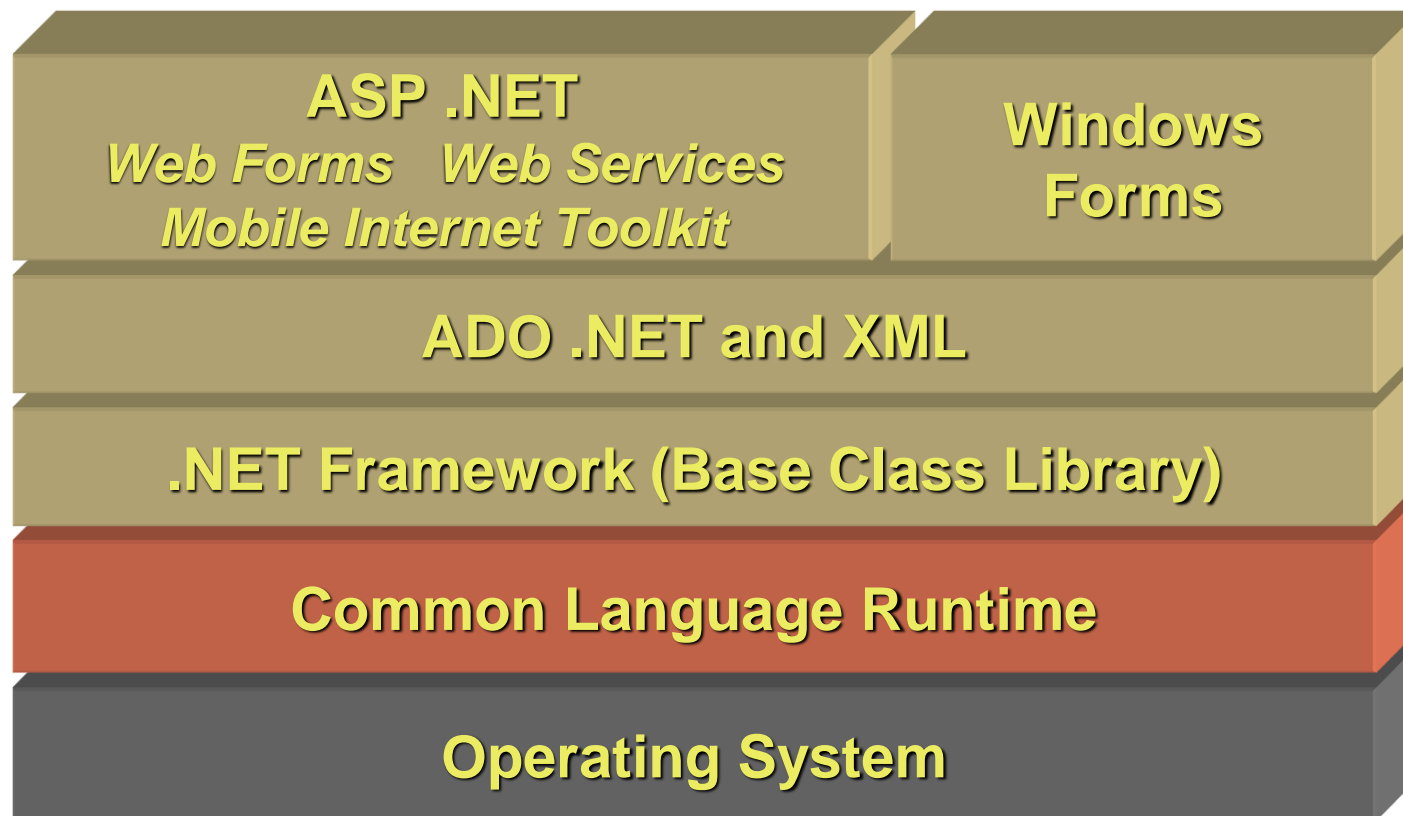 ASP .NET
Web Forms Web Services
Mobile Internet Toolkit
Windows
Forms
ADO .NET and XML
.NET Framework (Base Class Library)
Common Language Runtime
Operating System